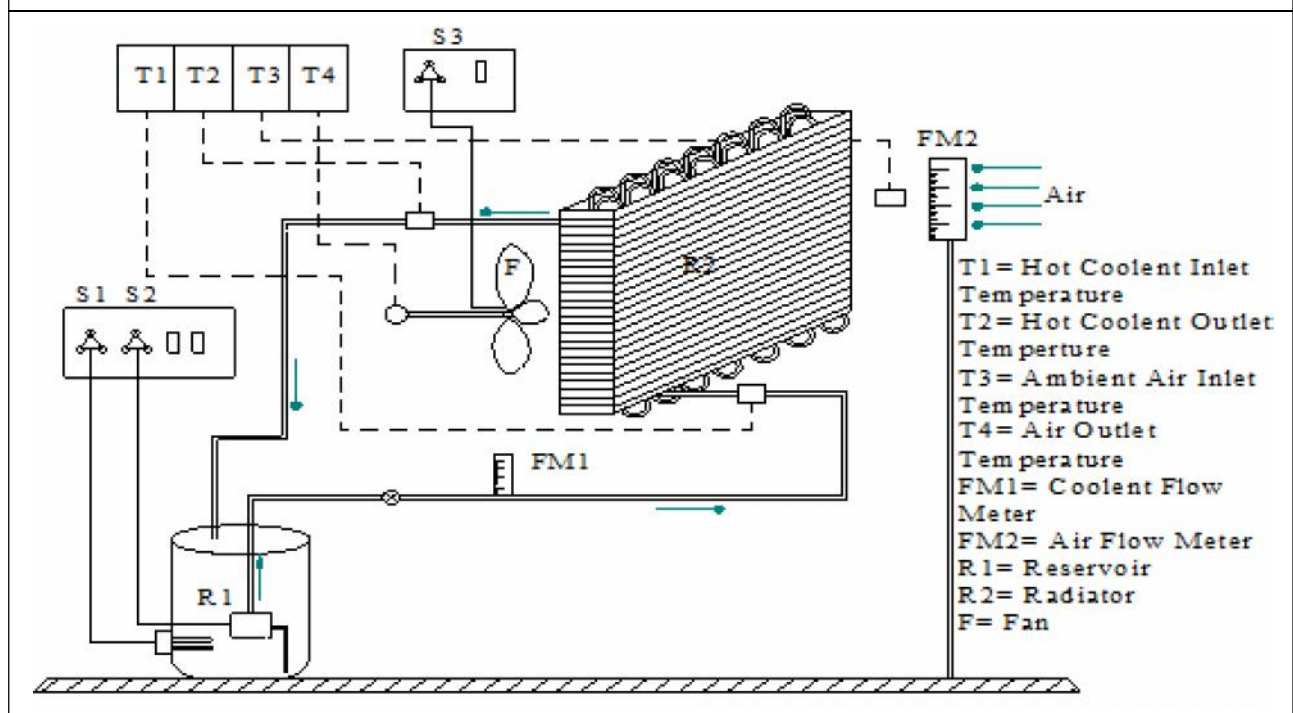 S3
T1 T2 T3 T4
FM2
Air
F
R2
S1 S2
FM1
R1
T1= Hot Coolent Inlet
Temperature
T2= Hot Coolent Outlet
Temperture
T3= Ambient Air Inlet
Temperature
T4= Air Outlet
Temperature
FM1= Coolent Flow
Meter
FM2= Air Flow Meter
R1= Reservoir
R2= Radiator
F= Fan